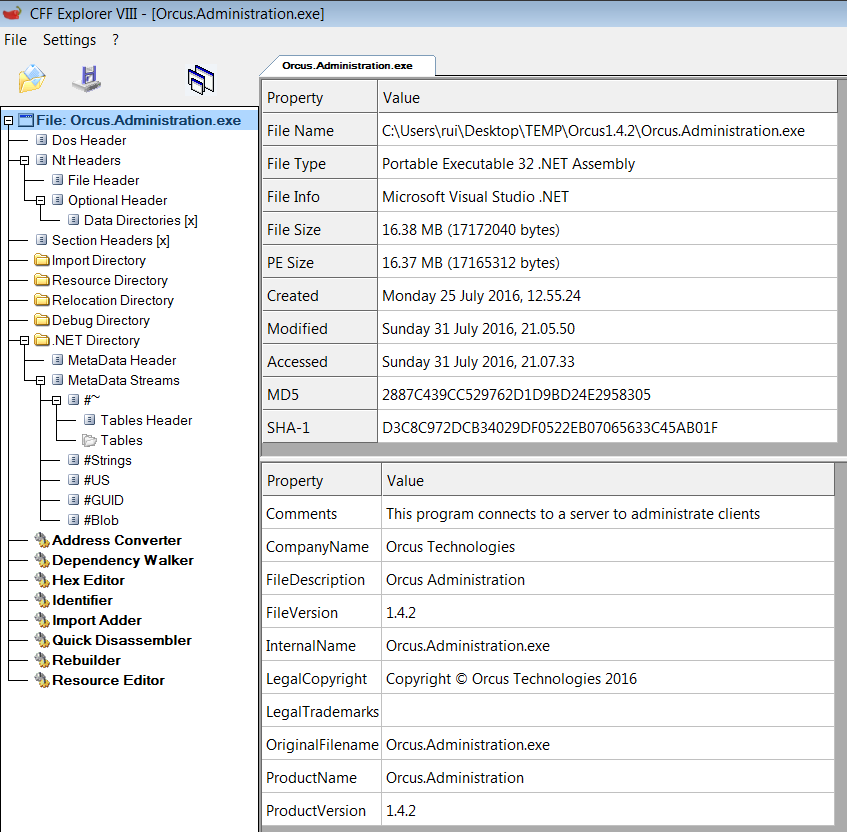 CFF Explorer VIII - [Orcus.Administration.exe]
File Settings ?
Orcus.Administration.exe
File: Orcus.Administration.exe
Dos Header
Nt Headers
File Header
Optional Header
Data Directories [x]
Section Headers [x]
Import Directory
Resource Directory
Relocation Directory
Debug Directory
.NET Directory
MetaData Header
MetaData Streams
#~
Tables Header
Tables
#Strings
#US
#GUID
#Blob
Address Converter
Dependency Walker
Hex Editor
Identifier
Import Adder
Quick Disassembler
Rebuilder
Resource Editor
Property Value
File Name C:\Users\rui\Desktop\TEMP\Orcus1.4.2\Orcus.Administration.exe
File Type Portable Executable 32 .NET Assembly
File Info Microsoft Visual Studio .NET
File Size 16.38 MB (17172040 bytes)
PE Size 16.37 MB (17165312 bytes)
Created Monday 25 July 2016, 12.55.24
Modified Sunday 31 July 2016, 21.05.50
Accessed Sunday 31 July 2016, 21.07.33
MD5 2887C439CC529762D1D9BD24E2958305
SHA-1 D3C8C972DCB34029DF0522EB07065633C45AB01F
Property Value
Comments This program connects to a server to administrate clients
CompanyName Orcus Technologies
FileDescription Orcus Administration
FileVersion 1.4.2
InternalName Orcus.Administration.exe
LegalCopyright Copyright © Orcus Technologies 2016
LegalTrademarks
OriginalFilename Orcus.Administration.exe
ProductName Orcus.Administration
ProductVersion 1.4.2